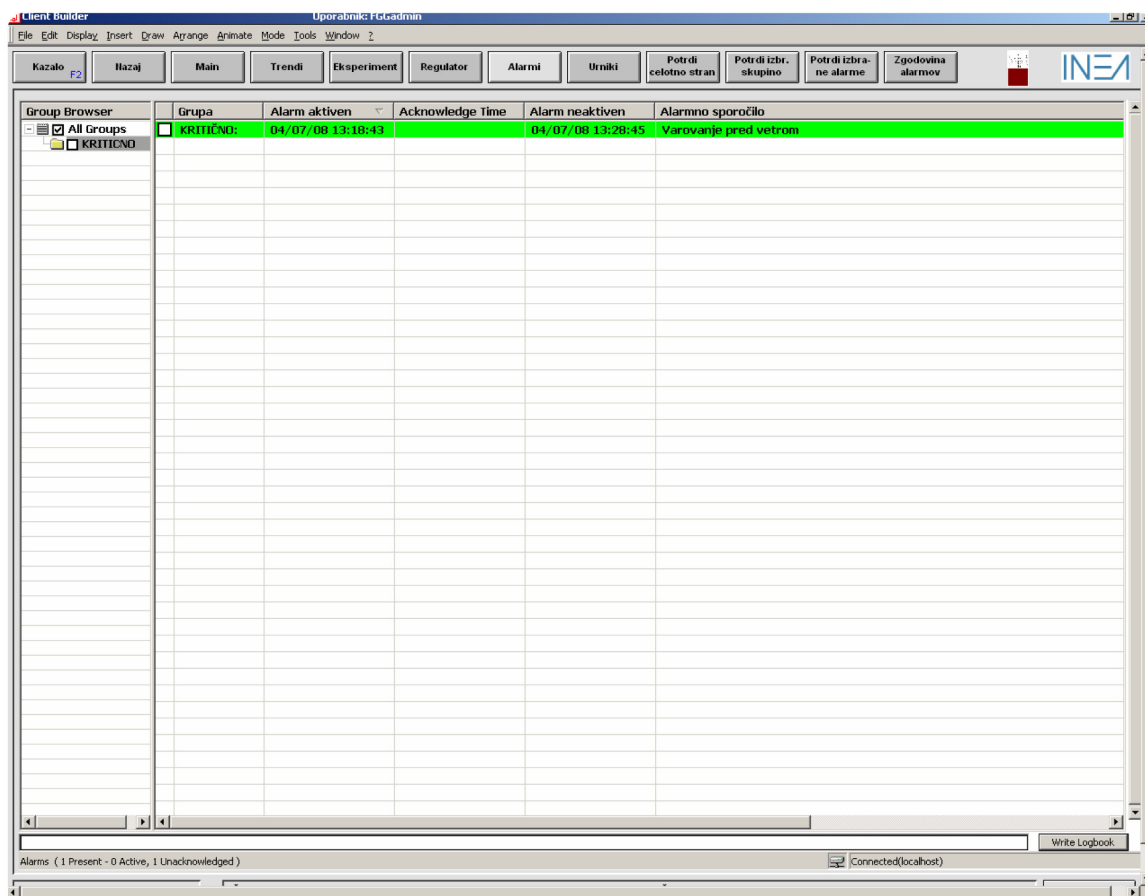 Client Builder Uporabnik: FGGadmin
File Edit Display Insert Draw Arrange Animate Mode Tools Window ?
Kazalo F2 Nazaj Main Trendi Eksperiment Regulator Alarmi Urniki Potrdi celotno stran Potrdi izbr. skupino Potrdi izbra-ne alarme Zgodovina alarmov INEA
Group Browser Grupa Alarm aktiven Acknowledge Time Alarm neaktiven Alarmno sporočilo
All Groups KRITIČNO: 04/07/08 13:18:43 04/07/08 13:28:45 Varovanje pred vetrom
KRITICNO
Write Logbook
Alarms ( 1 Present - 0 Active, 1 Unacknowledged ) Connected(localhost)